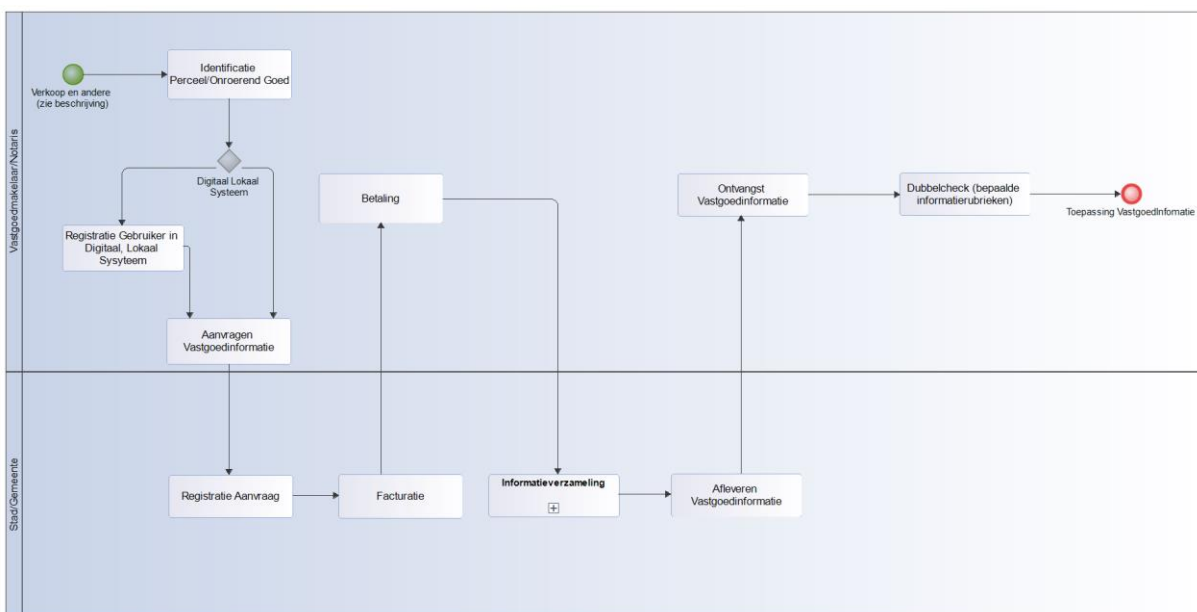 Vastgoedmakelaar/Notaris
Verkoop en andere
(zie beschrijving)
Identificatie
Perceel/Onroerend Goed
Digitaal Lokaal
Systeem
Registratie Gebruiker in
Digitaal, Lokaal
Sysyteem
Aanvragen
Vastgoedinformatie
Betaling
Ontvangst
Vastgoedinformatie
Dubbelcheck (bepaalde
informatierubrieken)
Toepassing VastgoedInfomatie
Stad/Gemeente
Registratie Aanvraag
Facturatie
Informatieverzameling
Afleveren
Vastgoedinformatie